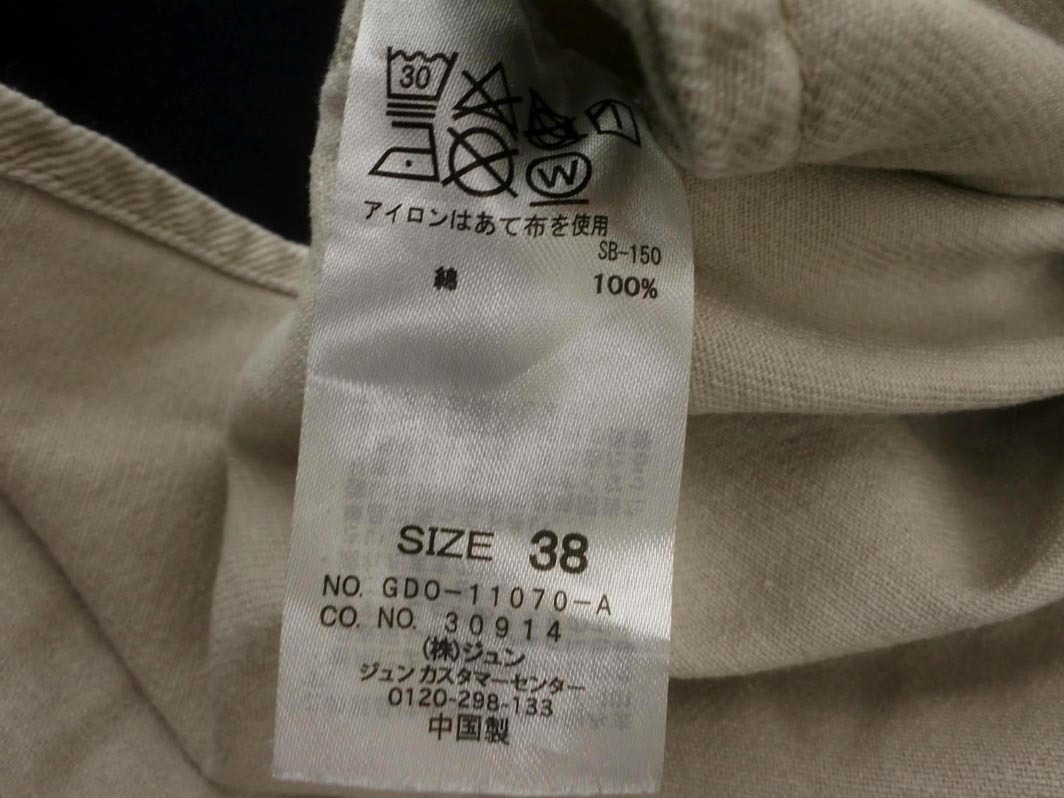 30
W
アイロンはあて布を使用
SB-150
綿 100%
SIZE 38
NO. GDO-11070-A
CO. NO. 30914
(株)ジュン
ジュン カスタマーセンター
0120-298-133
中国製